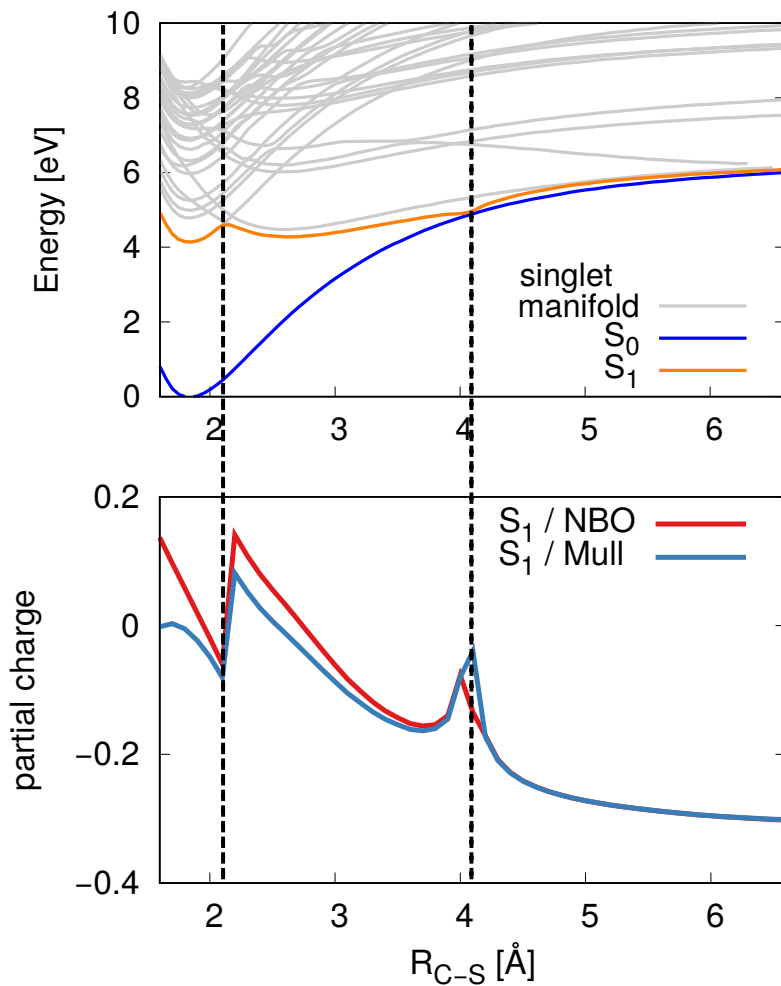 10
8
6
4
2
0
Energy [eV]
singlet
manifold
S0
S1
2 3 4 5 6
0.2
0
−0.2
−0.4
partial charge
S1 / NBO
S1 / Mull
2 3 4 5 6
RC−S [Å]